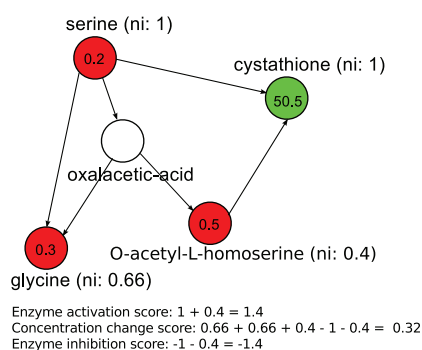 serine (ni: 1)
0.2
cystathione (ni: 1)
50.5
oxalacetic-acid
0.5
0.3
O-acetyl-L-homoserine (ni: 0.4)
glycine (ni: 0.66)
Enzyme activation score: 1 + 0.4 = 1.4
Concentration change score: 0.66 + 0.66 + 0.4 - 1 - 0.4 = 0.32
Enzyme inhibition score: -1 - 0.4 = -1.4